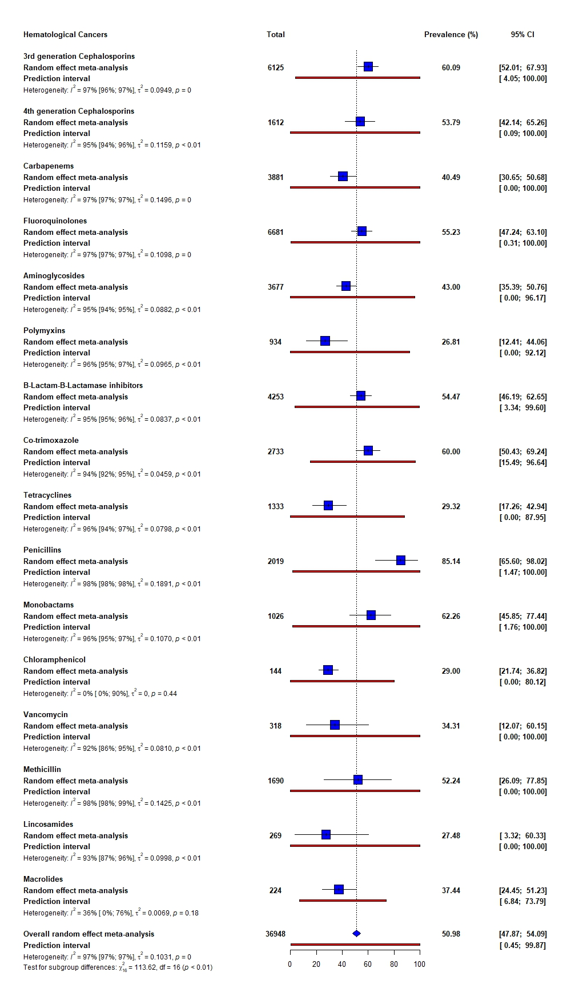 Hematological Cancers Total Prevalence (%) 95% CI
3rd generation Cephalosporins
Random effect meta-analysis 6125 60.09 [52.01; 67.93]
Prediction interval [ 4.05; 100.00]
Heterogeneity: I² = 97% [96%; 97%], τ² = 0.0949, p = 0
4th generation Cephalosporins
Random effect meta-analysis 1612 53.79 [42.14; 65.26]
Prediction interval [ 0.09; 100.00]
Heterogeneity: I² = 95% [94%; 96%], τ² = 0.1159, p < 0.01
Carbapenems
Random effect meta-analysis 3881 40.49 [30.65; 50.68]
Prediction interval [ 0.00; 100.00]
Heterogeneity: I² = 97% [97%; 97%], τ² = 0.1496, p = 0
Fluoroquinolones
Random effect meta-analysis 6681 55.23 [47.24; 63.10]
Prediction interval [ 0.31; 100.00]
Heterogeneity: I² = 97% [97%; 97%], τ² = 0.1098, p = 0
Aminoglycosides
Random effect meta-analysis 3677 43.00 [35.39; 50.76]
Prediction interval [ 0.00; 96.17]
Heterogeneity: I² = 95% [94%; 95%], τ² = 0.0882, p < 0.01
Polymyxins
Random effect meta-analysis 934 26.81 [12.41; 44.06]
Prediction interval [ 0.00; 92.12]
Heterogeneity: I² = 96% [95%; 97%], τ² = 0.0965, p < 0.01
B-Lactam-B-Lactamase inhibitors
Random effect meta-analysis 4253 54.47 [46.19; 62.65]
Prediction interval [ 3.34; 99.60]
Heterogeneity: I² = 95% [95%; 96%], τ² = 0.0837, p < 0.01
Co-trimoxazole
Random effect meta-analysis 2733 60.00 [50.43; 69.24]
Prediction interval [15.49; 96.64]
Heterogeneity: I² = 94% [92%; 95%], τ² = 0.0459, p < 0.01
Tetracyclines
Random effect meta-analysis 1333 29.32 [17.26; 42.94]
Prediction interval [ 0.00; 87.95]
Heterogeneity: I² = 96% [94%; 97%], τ² = 0.0798, p < 0.01
Penicillins
Random effect meta-analysis 2019 85.14 [65.60; 98.02]
Prediction interval [ 1.47; 100.00]
Heterogeneity: I² = 98% [98%; 98%], τ² = 0.1891, p < 0.01
Monobactams
Random effect meta-analysis 1026 62.26 [45.85; 77.44]
Prediction interval [ 1.76; 100.00]
Heterogeneity: I² = 96% [95%; 97%], τ² = 0.1070, p < 0.01
Chloramphenicol
Random effect meta-analysis 144 29.00 [21.74; 36.82]
Prediction interval [ 0.00; 80.12]
Heterogeneity: I² = 0% [ 0%; 90%], τ² = 0, p = 0.44
Vancomycin
Random effect meta-analysis 318 34.31 [12.07; 60.15]
Prediction interval [ 0.00; 100.00]
Heterogeneity: I² = 92% [86%; 95%], τ² = 0.0810, p < 0.01
Methicillin
Random effect meta-analysis 1690 52.24 [26.09; 77.85]
Prediction interval [ 0.00; 100.00]
Heterogeneity: I² = 98% [98%; 99%], τ² = 0.1425, p < 0.01
Lincosamides
Random effect meta-analysis 269 27.48 [ 3.32; 60.33]
Prediction interval [ 0.00; 100.00]
Heterogeneity: I² = 93% [87%; 96%], τ² = 0.0998, p < 0.01
Macrolides
Random effect meta-analysis 224 37.44 [24.45; 51.23]
Prediction interval [ 6.84; 73.79]
Heterogeneity: I² = 36% [ 0%; 76%], τ² = 0.0069, p = 0.18
Overall random effect meta-analysis 36948 50.98 [47.87; 54.09]
Prediction interval [ 0.45; 99.87]
Heterogeneity: I² = 97% [97%; 97%], τ² = 0.1031, p = 0
Test for subgroup differences: χ²₁₆ = 113.62, df = 16 (p < 0.01)
0 20 40 60 80 100